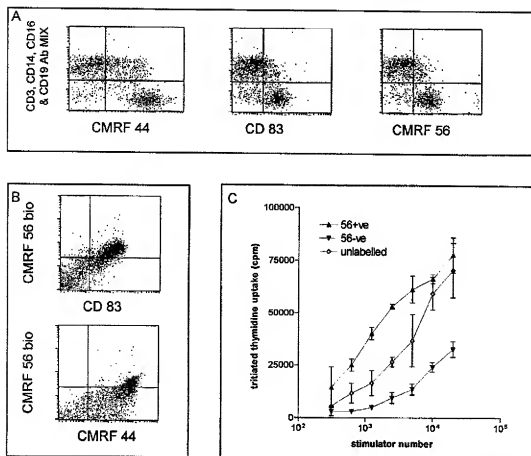 A
CD3, CD14, CD16
& CD19 Ab MIX
CMRF 44
CD 83
CMRF 56
B
CMRF 56 bio
CD 83
CMRF 56 bio
CMRF 44
C
tritiated thymidine uptake (cpm)
100000
75000
50000
25000
0
56+ve
56-ve
unlabelled
10²
10³
10⁴
10⁵
stimulator number